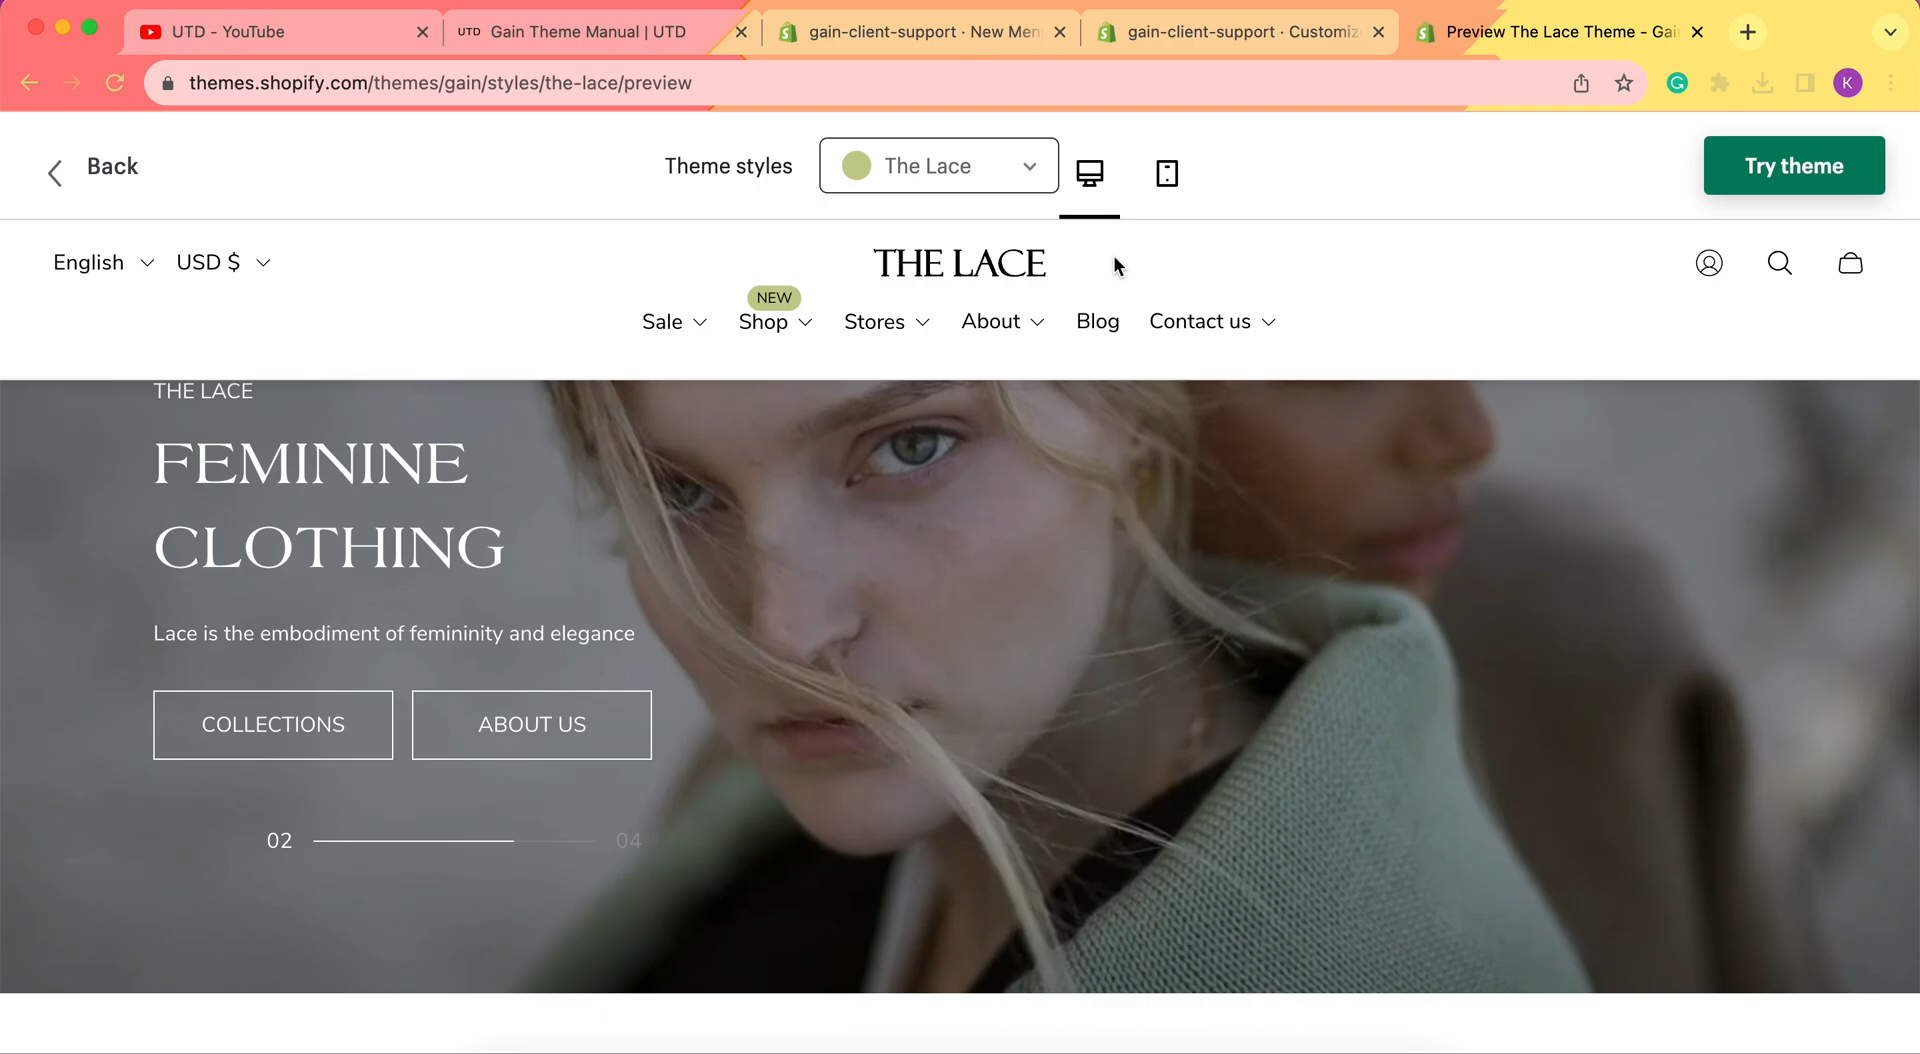 UTD - YouTube
UTD Gain Theme Manual | UTD
gain-client-support · New Men
gain-client-support · Customiz
Preview The Lace Theme - Gai
themes.shopify.com/themes/gain/styles/the-lace/preview
K
Back
Theme styles
The Lace
Try theme
English
USD $
THE LACE
NEW
Sale Shop Stores About Blog Contact us
THE LACE
FEMININE
CLOTHING
Lace is the embodiment of femininity and elegance
COLLECTIONS ABOUT US
02 04